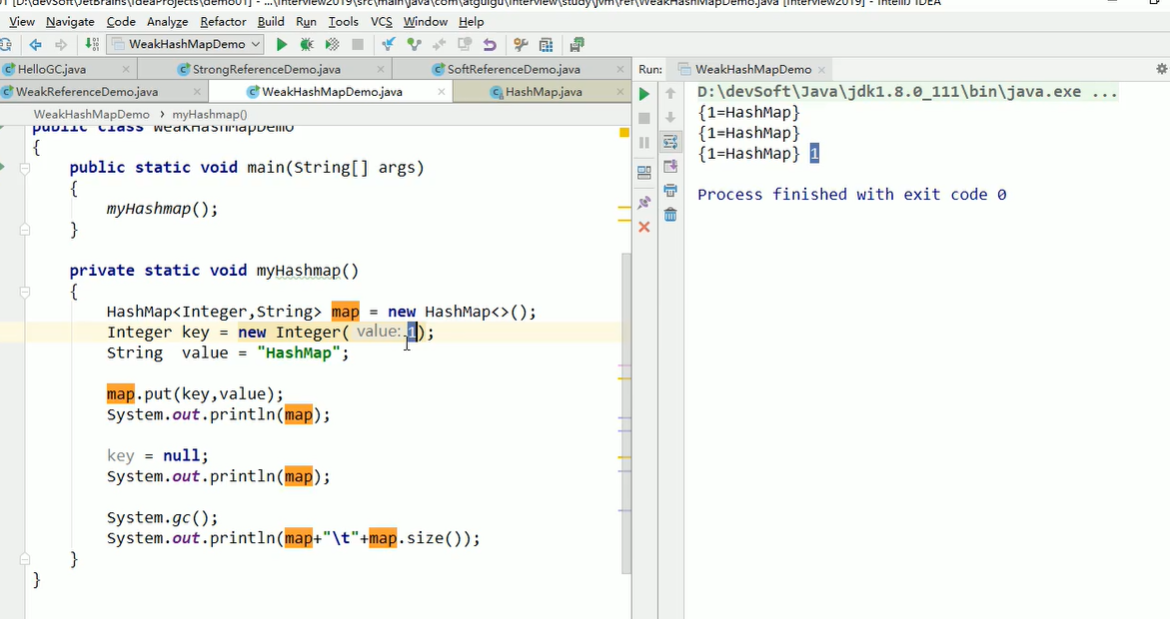 01 [D:\devSoft\JetBrains\IdeaProjects\demo01] - ...\interview2019\src\main\java\com\atguigu\interview\study\jvm\ref\WeakHashMapDemo.java [interview2019] - IntelliJ IDEA
View Navigate Code Analyze Refactor Build Run Tools VCS Window Help
WeakHashMapDemo
HelloGC.java StrongReferenceDemo.java SoftReferenceDemo.java
WeakReferenceDemo.java WeakHashMapDemo.java HashMap.java
WeakHashMapDemo › myHashmap()
public class WeakHashMapDemo
{
public static void main(String[] args)
{
myHashmap();
}
private static void myHashmap()
{
HashMap<Integer,String> map = new HashMap<>();
Integer key = new Integer( value: 1);
String value = "HashMap";
map.put(key,value);
System.out.println(map);
key = null;
System.out.println(map);
System.gc();
System.out.println(map+"\t"+map.size());
}
}
Run: WeakHashMapDemo
D:\devSoft\Java\jdk1.8.0_111\bin\java.exe ...
{1=HashMap}
{1=HashMap}
{1=HashMap} 1
Process finished with exit code 0